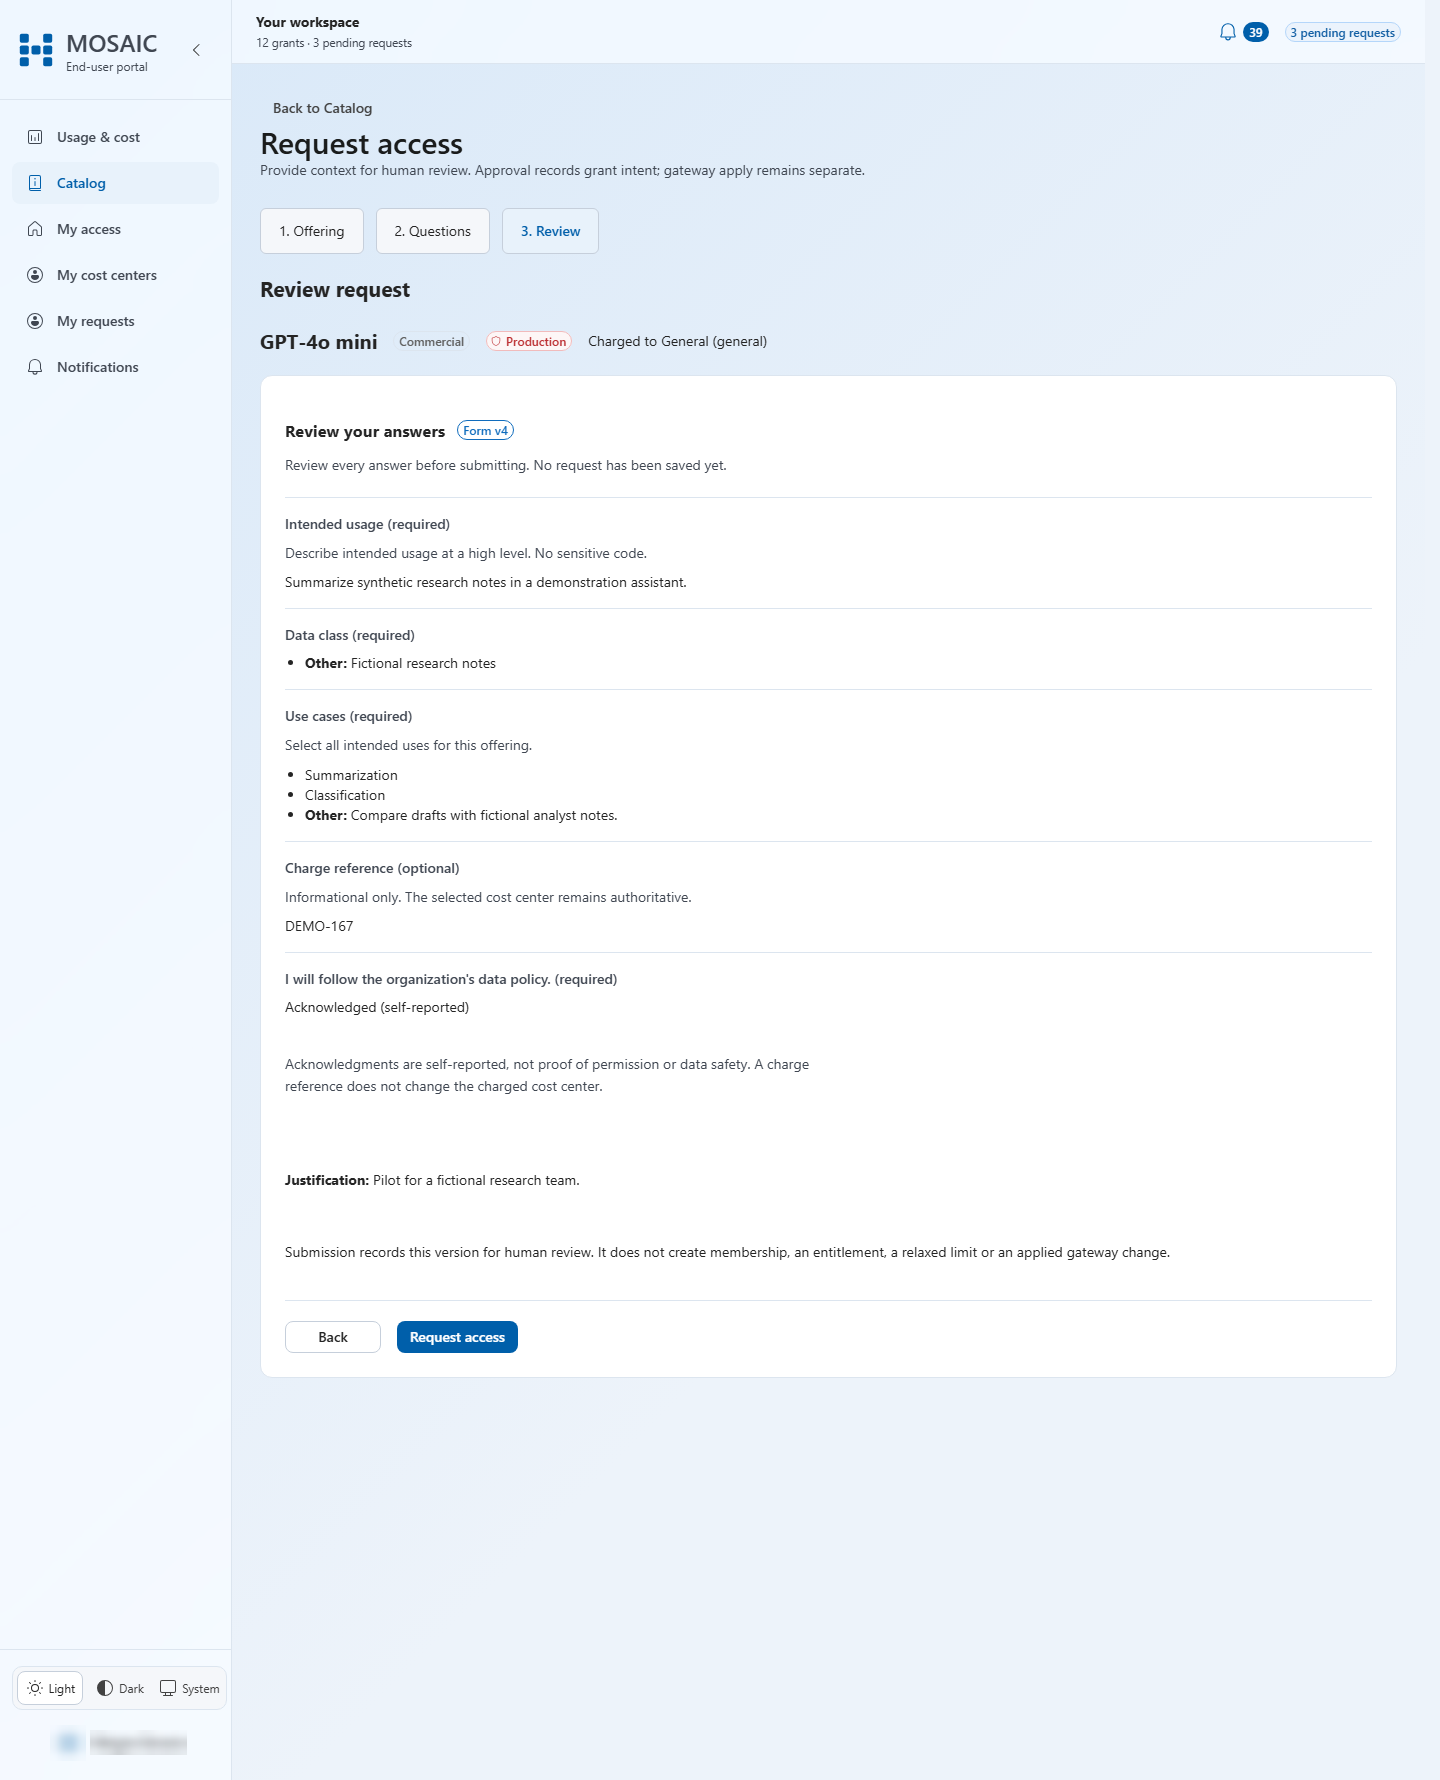 MOSAIC
End-user portal
Usage & cost
Catalog
My access
My cost centers
My requests
Notifications
Light
Dark
System
Your workspace
12 grants · 3 pending requests
39
3 pending requests
Back to Catalog
Request access
Provide context for human review. Approval records grant intent; gateway apply remains separate.
1. Offering
2. Questions
3. Review
Review request
GPT-4o mini
Commercial
Production
Charged to General (general)
Review your answers
Form v4
Review every answer before submitting. No request has been saved yet.
Intended usage (required)
Describe intended usage at a high level. No sensitive code.
Summarize synthetic research notes in a demonstration assistant.
Data class (required)
• Other: Fictional research notes
Use cases (required)
Select all intended uses for this offering.
• Summarization
• Classification
• Other: Compare drafts with fictional analyst notes.
Charge reference (optional)
Informational only. The selected cost center remains authoritative.
DEMO-167
I will follow the organization's data policy. (required)
Acknowledged (self-reported)
Acknowledgments are self-reported, not proof of permission or data safety. A charge
reference does not change the charged cost center.
Justification: Pilot for a fictional research team.
Submission records this version for human review. It does not create membership, an entitlement, a relaxed limit or an applied gateway change.
Back
Request access